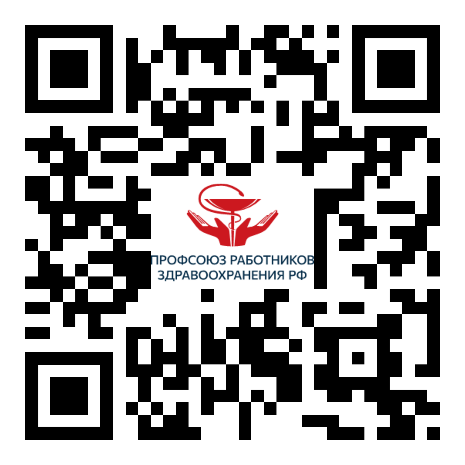 ПРОФСОЮЗ РАБОТНИКОВ
ЗДРАВООХРАНЕНИЯ РФ